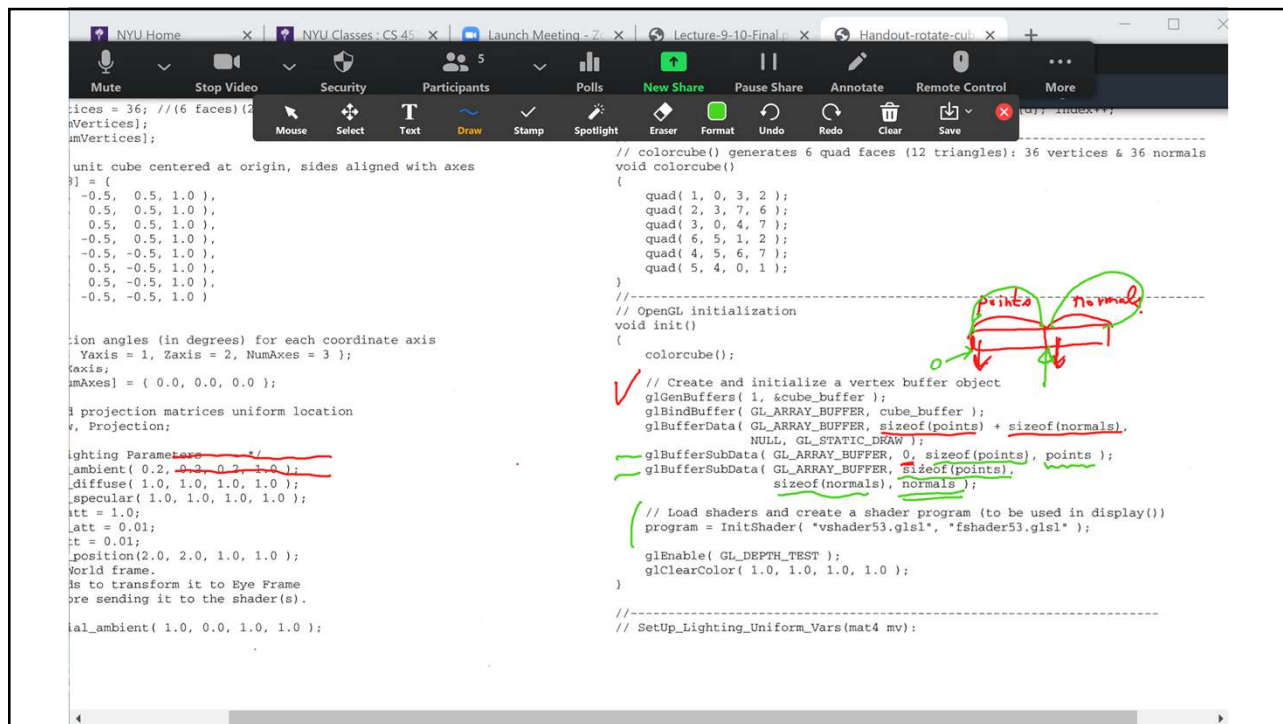 NYU Home
NYU Classes : CS 45
Launch Meeting - Zo
Lecture-9-10-Final.p
Handout-rotate-cub
Mute
Stop Video
Security
Participants 5
Polls
New Share
Pause Share
Annotate
Remote Control
More
Mouse
Select
Text
Draw
Stamp
Spotlight
Eraser
Format
Undo
Redo
Clear
Save
tices = 36; //(6 faces)(2
mVertices];
umVertices];
unit cube centered at origin, sides aligned with axes
8] = {
-0.5, 0.5, 1.0 ),
0.5, 0.5, 1.0 ),
0.5, 0.5, 1.0 ),
-0.5, 0.5, 1.0 ),
-0.5, -0.5, 1.0 ),
0.5, -0.5, 1.0 ),
0.5, -0.5, 1.0 ),
-0.5, -0.5, 1.0 )
tion angles (in degrees) for each coordinate axis
Yaxis = 1, Zaxis = 2, NumAxes = 3 };
Xaxis;
umAxes] = { 0.0, 0.0, 0.0 };
d projection matrices uniform location
w, Projection;
ighting Parameters */
_ambient( 0.2, 0.2, 0.2, 1.0 );
_diffuse( 1.0, 1.0, 1.0, 1.0 );
_specular( 1.0, 1.0, 1.0, 1.0 );
att = 1.0;
_att = 0.01;
tt = 0.01;
_position(2.0, 2.0, 1.0, 1.0 );
World frame.
ds to transform it to Eye Frame
ore sending it to the shader(s).
ial_ambient( 1.0, 0.0, 1.0, 1.0 );
[d]; Index++;
//----------------------------------------------------------------------
// colorcube() generates 6 quad faces (12 triangles): 36 vertices & 36 normals
void colorcube()
{
quad( 1, 0, 3, 2 );
quad( 2, 3, 7, 6 );
quad( 3, 0, 4, 7 );
quad( 6, 5, 1, 2 );
quad( 4, 5, 6, 7 );
quad( 5, 4, 0, 1 );
}
//----------------------------------------------------------------------
points normals
// OpenGL initialization
void init()
{
0
colorcube();
// Create and initialize a vertex buffer object
glGenBuffers( 1, &cube_buffer );
glBindBuffer( GL_ARRAY_BUFFER, cube_buffer );
glBufferData( GL_ARRAY_BUFFER, sizeof(points) + sizeof(normals),
NULL, GL_STATIC_DRAW );
glBufferSubData( GL_ARRAY_BUFFER, 0, sizeof(points), points );
glBufferSubData( GL_ARRAY_BUFFER, sizeof(points),
sizeof(normals), normals );
// Load shaders and create a shader program (to be used in display())
program = InitShader( "vshader53.glsl", "fshader53.glsl" );
glEnable( GL_DEPTH_TEST );
glClearColor( 1.0, 1.0, 1.0, 1.0 );
}
//----------------------------------------------------------------------
// SetUp_Lighting_Uniform_Vars(mat4 mv):